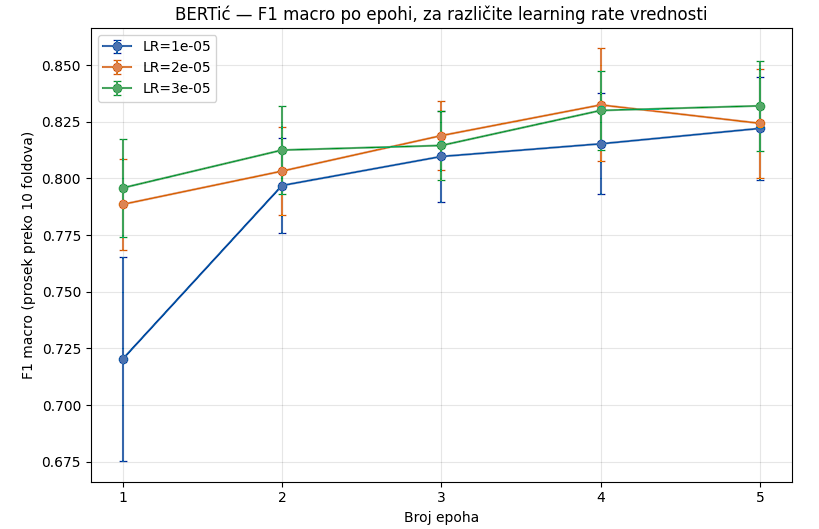 BERTić — F1 macro po epohi, za različite learning rate vrednosti
LR=1e-05
LR=2e-05
LR=3e-05
F1 macro (prosek preko 10 foldova)
0.850
0.825
0.800
0.775
0.750
0.725
0.700
0.675
1 2 3 4 5
Broj epoha